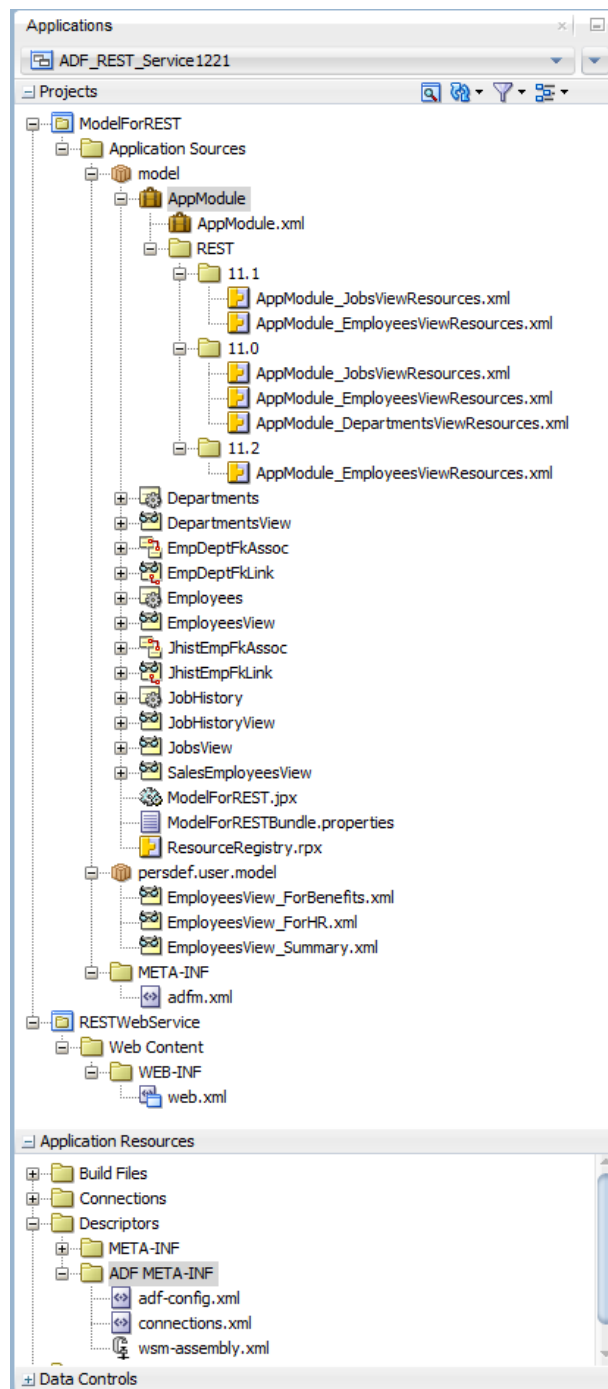 Applications
ADF_REST_Service1221
Projects
ModelForREST
Application Sources
model
AppModule
AppModule.xml
REST
11.1
AppModule_JobsViewResources.xml
AppModule_EmployeesViewResources.xml
11.0
AppModule_JobsViewResources.xml
AppModule_EmployeesViewResources.xml
AppModule_DepartmentsViewResources.xml
11.2
AppModule_EmployeesViewResources.xml
Departments
DepartmentsView
EmpDeptFkAssoc
EmpDeptFkLink
Employees
EmployeesView
JhistEmpFkAssoc
JhistEmpFkLink
JobHistory
JobHistoryView
JobsView
SalesEmployeesView
ModelForREST.jpx
ModelForRESTBundle.properties
ResourceRegistry.rpx
persdef.user.model
EmployeesView_ForBenefits.xml
EmployeesView_ForHR.xml
EmployeesView_Summary.xml
META-INF
adfm.xml
RESTWebService
Web Content
WEB-INF
web.xml
Application Resources
Build Files
Connections
Descriptors
META-INF
ADF META-INF
adf-config.xml
connections.xml
wsm-assembly.xml
Data Controls